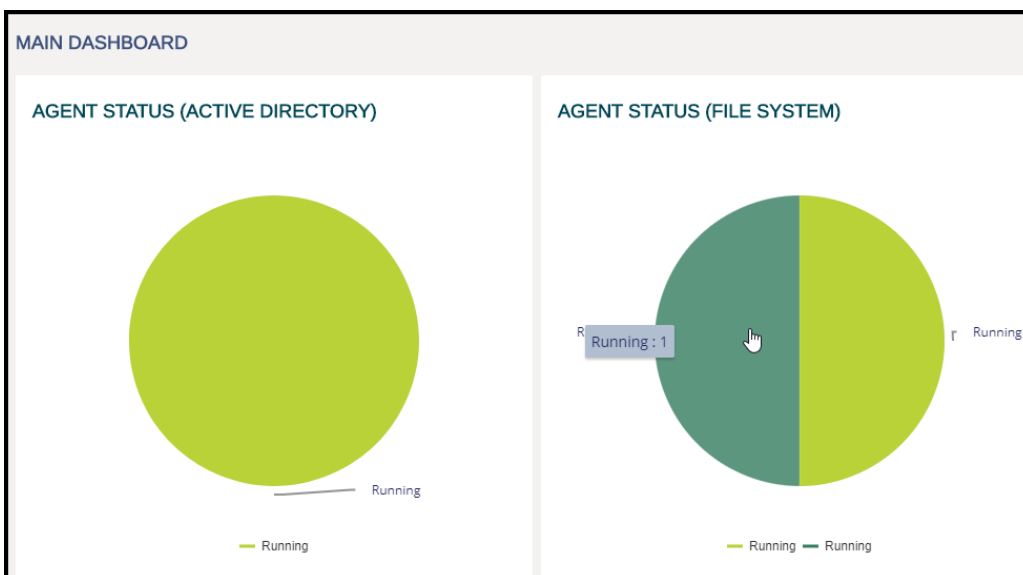 MAIN DASHBOARD
AGENT STATUS (ACTIVE DIRECTORY)
Running
Running
AGENT STATUS (FILE SYSTEM)
R
Running : 1
Running
Running
Running